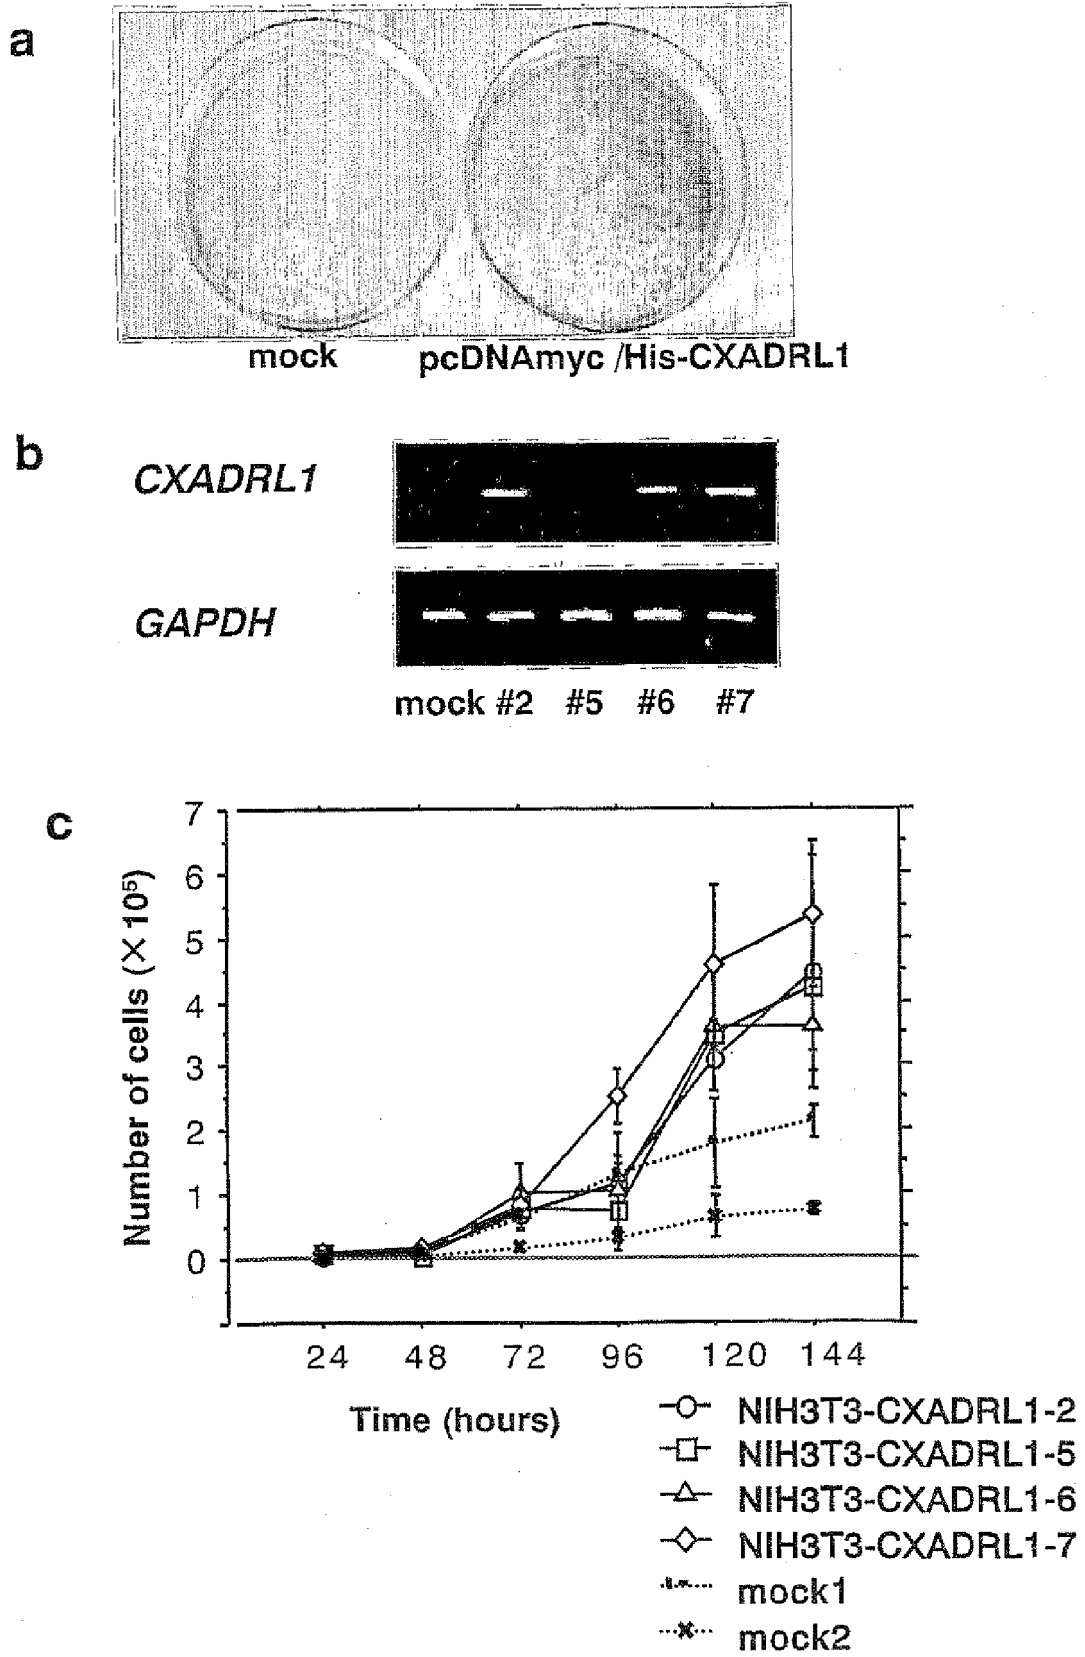 a
mock pcDNAmyc /His-CXADRL1
b
CXADRL1
GAPDH
mock #2 #5 #6 #7
c
Number of cells (× 10⁵)
7
6
5
4
3
2
1
0
24 48 72 96 120 144
Time (hours)
NIH3T3-CXADRL1-2
NIH3T3-CXADRL1-5
NIH3T3-CXADRL1-6
NIH3T3-CXADRL1-7
mock1
mock2